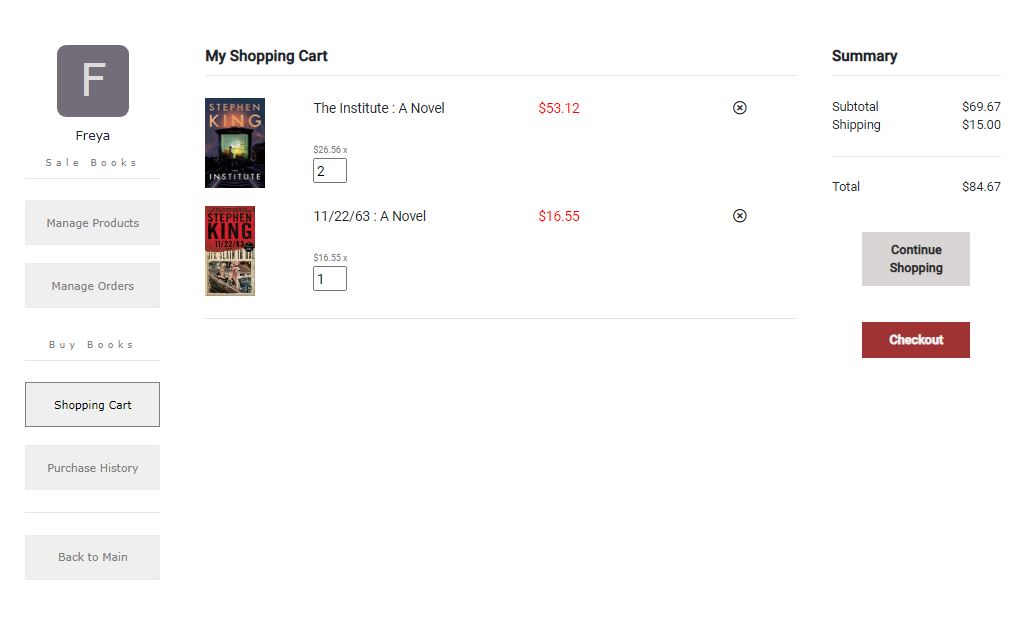 F
Freya
Sale Books
Manage Products
Manage Orders
Buy Books
Shopping Cart
Purchase History
Back to Main
My Shopping Cart
STEPHEN
KING
INSTITUTE
The Institute : A Novel
$53.12
$26.56 x
2
STEPHEN
KING
11/22/63
11/22/63 : A Novel
$16.55
$16.55 x
1
Summary
Subtotal $69.67
Shipping $15.00
Total $84.67
Continue
Shopping
Checkout